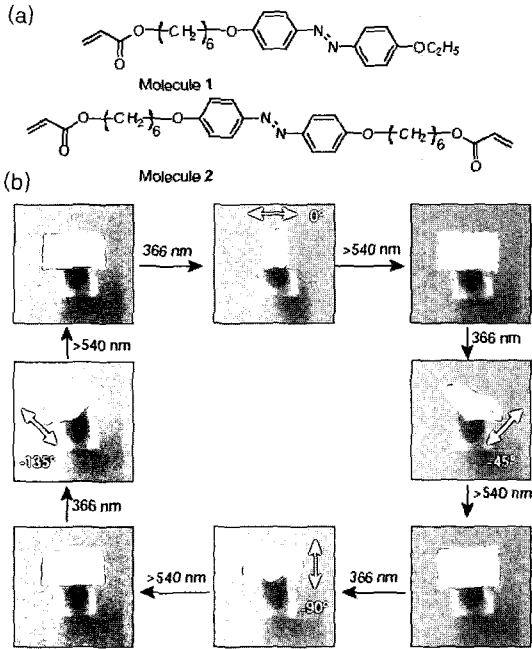 (a)
O (CH₂)₆ O N N O-C₂H₅
O
Molecule 1
O (CH₂)₆ O N N O (CH₂)₆ O
O O
Molecule 2
(b)
366 nm 0° >540 nm
>540 nm 366 nm
-135° -45°
366 nm >540 nm
>540 nm -90° 366 nm